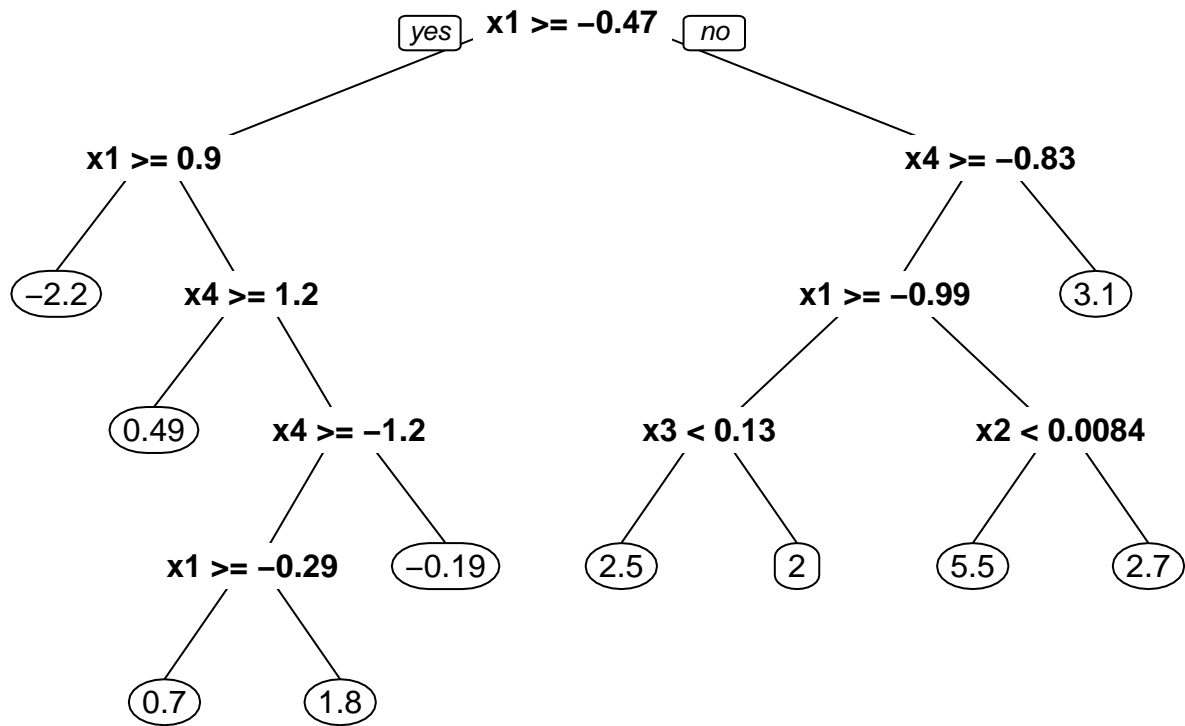 yes x1 >= −0.47 no
x1 >= 0.9 x4 >= −0.83
−2.2 x4 >= 1.2 x1 >= −0.99 3.1
0.49 x4 >= −1.2 x3 < 0.13 x2 < 0.0084
x1 >= −0.29 −0.19 2.5 2 5.5 2.7
0.7 1.8